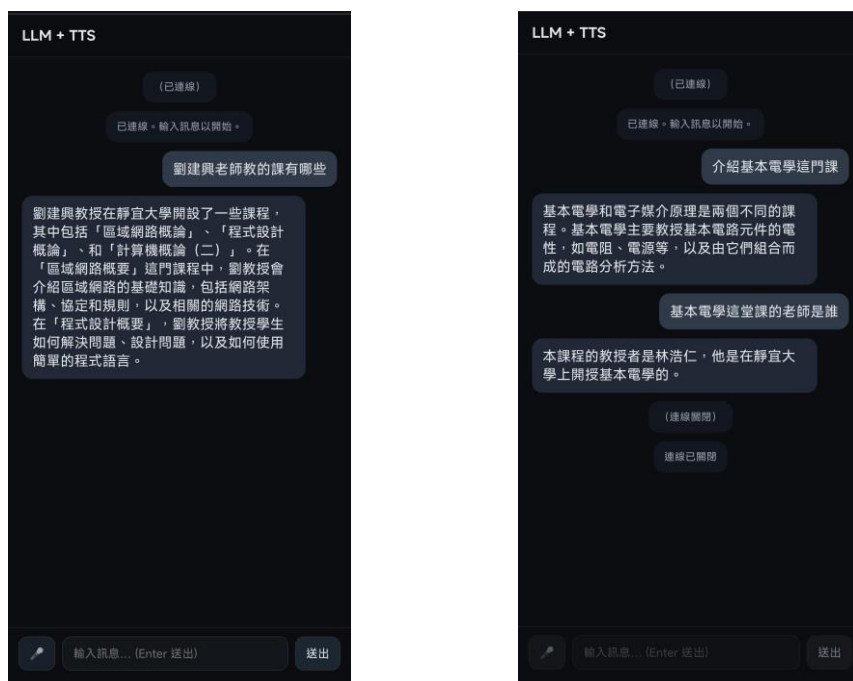 LLM + TTS
(已連線)
已連線。輸入訊息以開始。
劉建興老師教的課有哪些
劉建興教授在靜宜大學開設了一些課程，
其中包括「區域網路概論」、「程式設計
概論」、和「計算機概論（二）」。在
「區域網路概要」這門課程中，劉教授會
介紹區域網路的基礎知識，包括網路架
構、協定和規則，以及相關的網路技術。
在「程式設計概要」，劉教授將教授學生
如何解決問題、設計問題，以及如何使用
簡單的程式語言。
輸入訊息... (Enter 送出)
送出
LLM + TTS
(已連線)
已連線。輸入訊息以開始。
介紹基本電學這門課
基本電學和電子媒介原理是兩個不同的課
程。基本電學主要教授基本電路元件的電
性，如電阻、電源等，以及由它們組合而
成的電路分析方法。
基本電學這堂課的老師是誰
本課程的教授者是林浩仁，他是在靜宜大
學上開授基本電學的。
(連線關閉)
連線已關閉
輸入訊息... (Enter 送出)
送出